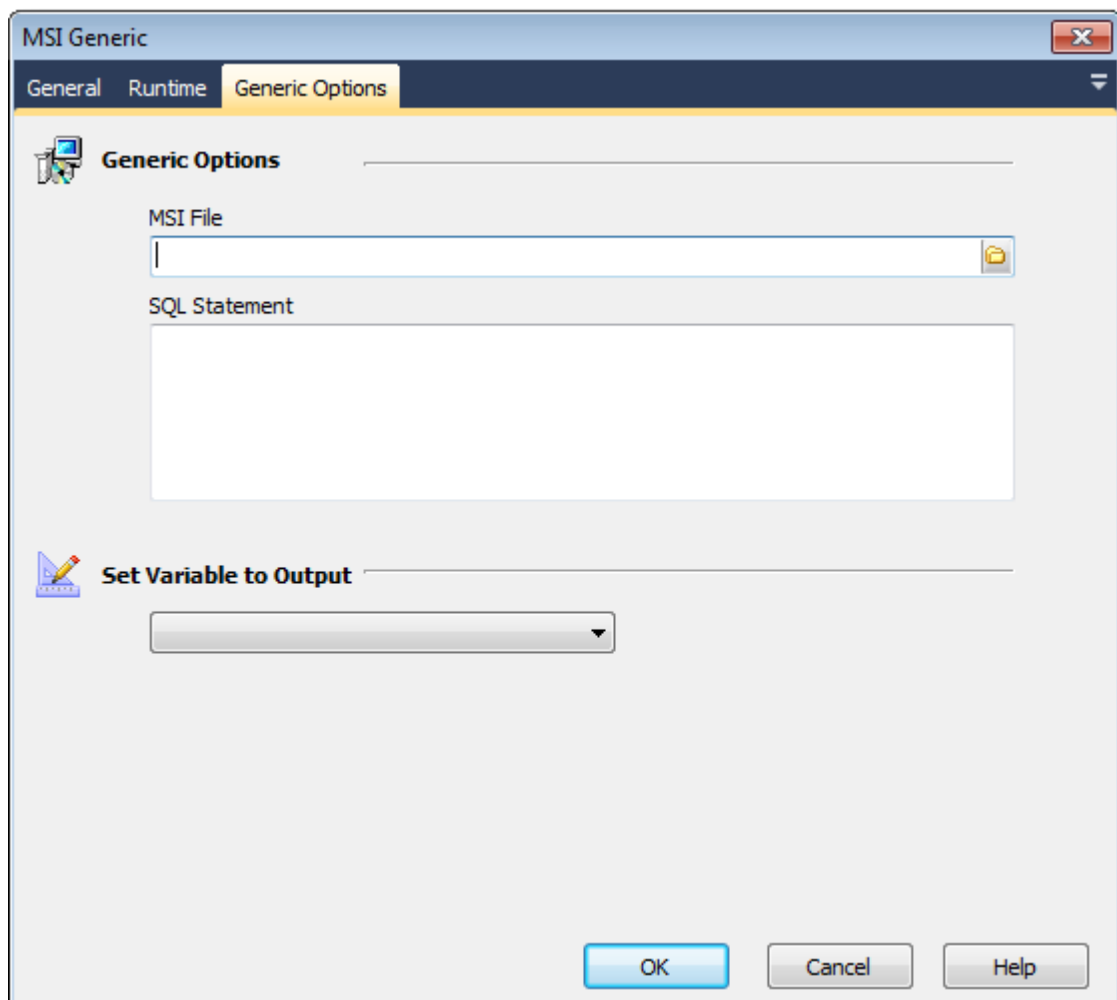 MSI Generic
General Runtime Generic Options
Generic Options
MSI File
SQL Statement
Set Variable to Output
OK Cancel Help